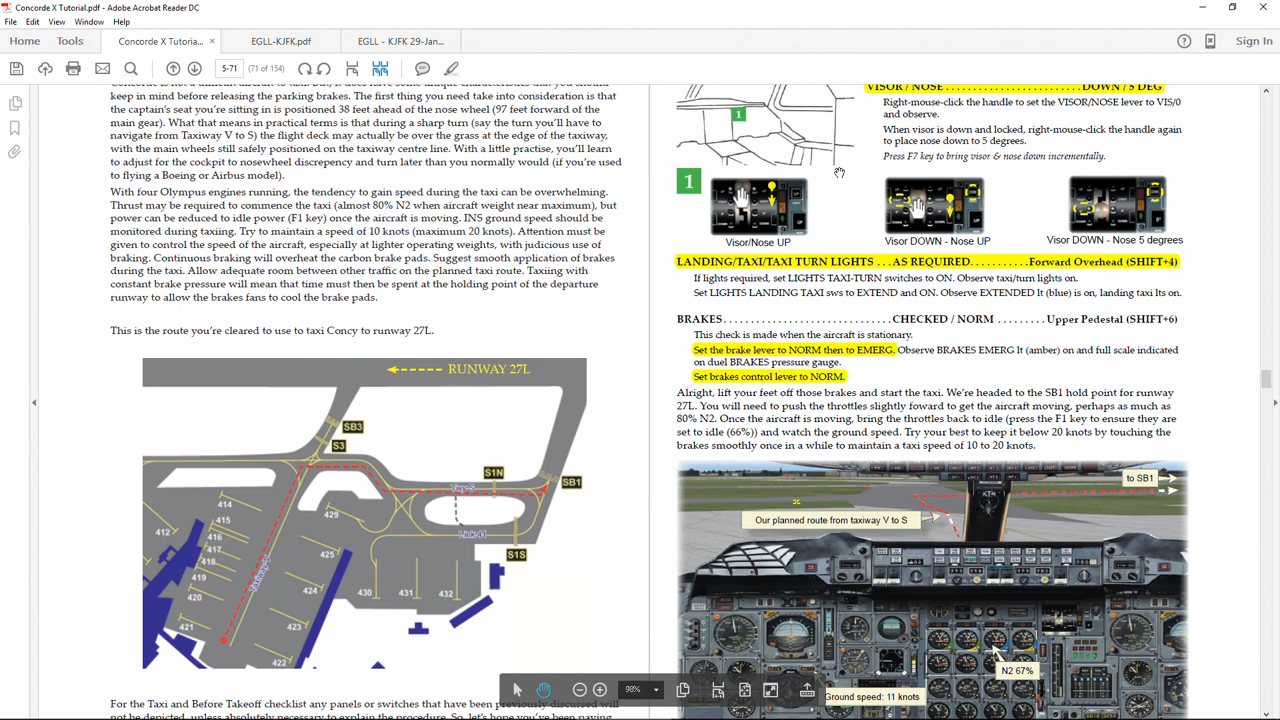 Concorde X Tutorial.pdf - Adobe Acrobat Reader DC
File Edit View Window Help
Home Tools Concorde X Tutoria... × EGLL-KJFK.pdf EGLL - KJFK 29-Jan... Sign In
5-71 (71 of 154)
keep in mind before releasing the parking brakes. The first thing you need take into consideration is that
the captain's seat you're sitting in is positioned 38 feet ahead of the nose wheel (97 feet forward of the
main gear). What that means in practical terms is that during a sharp turn (say the turn you'll have to
navigate from Taxiway V to S) the flight deck may actually be over the grass at the edge of the taxiway,
with the main wheels still safely positioned on the taxiway centre line. With a little practise, you'll learn
to adjust for the cockpit to nosewheel discrepency and turn later than you normally would (if you're used
to flying a Boeing or Airbus model).
With four Olympus engines running, the tendency to gain speed during the taxi can be overwhelming.
Thrust may be required to commence the taxi (almost 80% N2 when aircraft weight near maximum), but
power can be reduced to idle power (F1 key) once the aircraft is moving. INS ground speed should be
monitored during taxiing. Try to maintain a speed of 10 knots (maximum 20 knots). Attention must be
given to control the speed of the aircraft, especially at lighter operating weights, with judicious use of
braking. Continuous braking will overheat the carbon brake pads. Suggest smooth application of brakes
during the taxi. Allow adequate room between other traffic on the planned taxi route. Taxiing with
constant brake pressure will mean that time must then be spent at the holding point of the departure
runway to allow the brakes fans to cool the brake pads.
This is the route you're cleared to use to taxi Concy to runway 27L.
RUNWAY 27L
SB3
S3
S1N
SB1
Twy S
Link 41
S1S
414
415
416
417
418
419
420
421
412
429
425
424
423
422
430
431
432
For the Taxi and Before Takeoff checklist any panels or switches that have been previously discussed will
VISOR / NOSE DOWN / 5 DEG
Right-mouse-click the handle to set the VISOR/NOSE lever to VIS/0
and observe.
When visor is down and locked, right-mouse-click the handle again
to place nose down to 5 degrees.
Press F7 key to bring visor & nose down incrementally.
1
1
Visor/Nose UP
Visor DOWN - Nose UP
Visor DOWN - Nose 5 degrees
LANDING/TAXI/TAXI TURN LIGHTS ...AS REQUIRED..........Forward Overhead (SHIFT+4)
If lights required, set LIGHTS TAXI-TURN switches to ON. Observe taxi/turn lights on.
Set LIGHTS LANDING TAXI sws to EXTEND and ON. Observe EXTENDED lt (blue) is on, landing taxi lts on.
BRAKES.............................CHECKED / NORM.........Upper Pedestal (SHIFT+6)
This check is made when the aircraft is stationary.
Set the brake lever to NORM then to EMERG. Observe BRAKES EMERG lt (amber) on and full scale indicated
on duel BRAKES pressure gauge.
Set brakes control lever to NORM.
Alright, lift your feet off those brakes and start the taxi. We're headed to the SB1 hold point for runway
27L. You will need to push the throttles slightly foward to get the aircraft moving, perhaps as much as
80% N2. Once the aircraft is moving, bring the throttles back to idle (press the F1 key to ensure they are
set to idle (66%)) and watch the ground speed. Try your best to keep it below 20 knots by touching the
brakes smoothly once in a while to maintain a taxi speed of 10 to 20 knots.
to SB1
Our planned route from taxiway V to S
N2 67%
Ground speed: 11 knots
98%